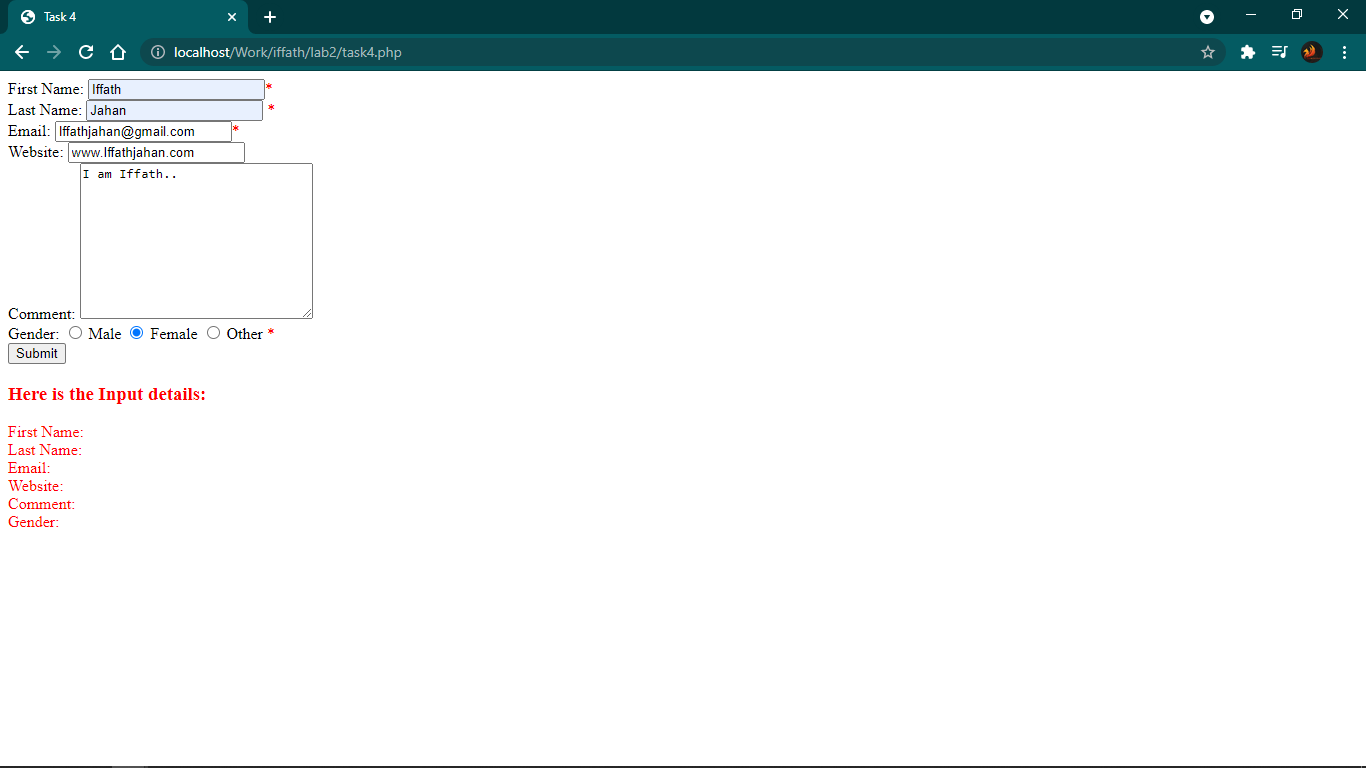 Task 4
localhost/Work/iffath/lab2/task4.php
First Name: Iffath*
Last Name: Jahan *
Email: Iffathjahan@gmail.com*
Website: www.Iffathjahan.com
I am Iffath..
Comment:
Gender: Male Female Other *
Submit
Here is the Input details:
First Name:
Last Name:
Email:
Website:
Comment:
Gender: